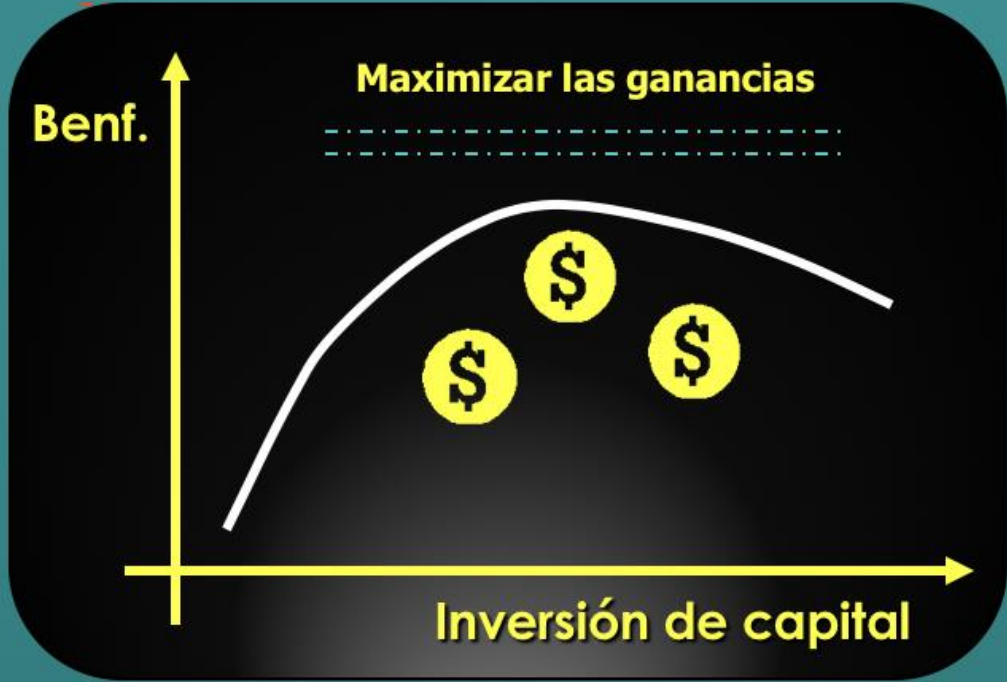 Maximizar las ganancias
Benf.
$
$
$
Inversión de capital